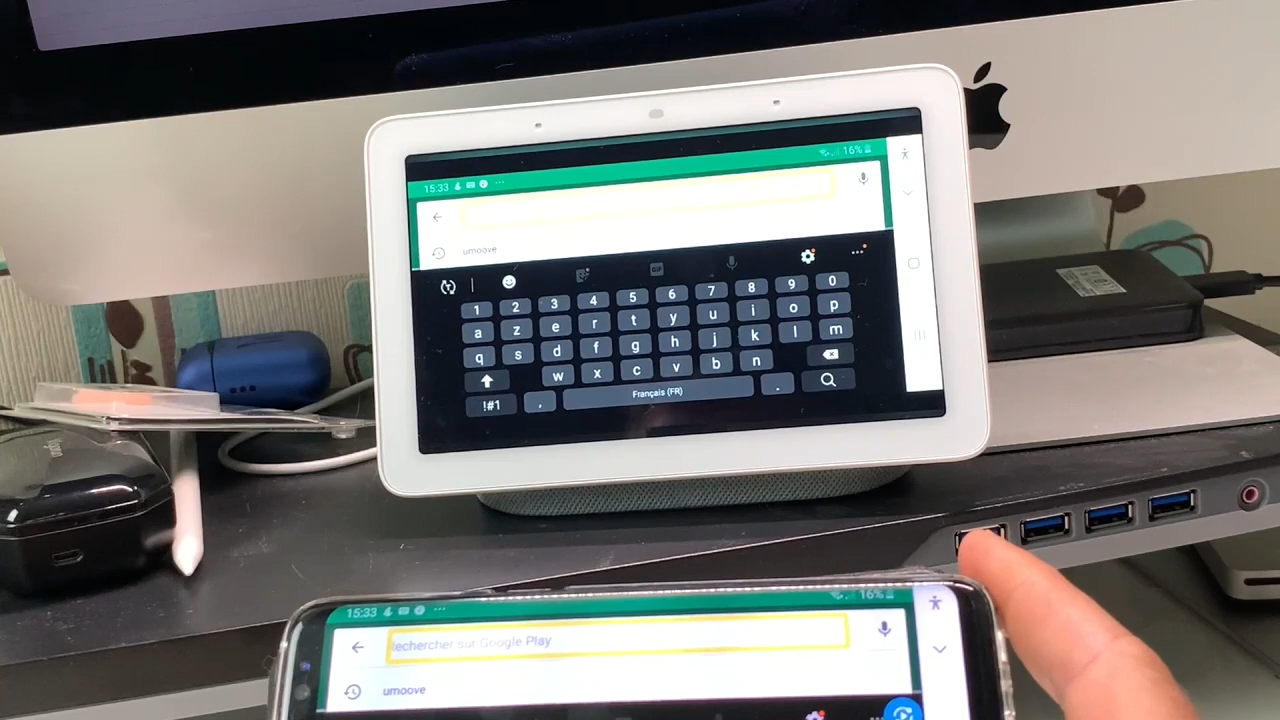 15:33
16%
umoove
1 2 3 4 5 6 7 8 9 0
a z e r t y u i o p
q s d f g h j k l m
w x c v b n
!#1 , Français (FR) .
15:33
16%
Rechercher sur Google Play
umoove